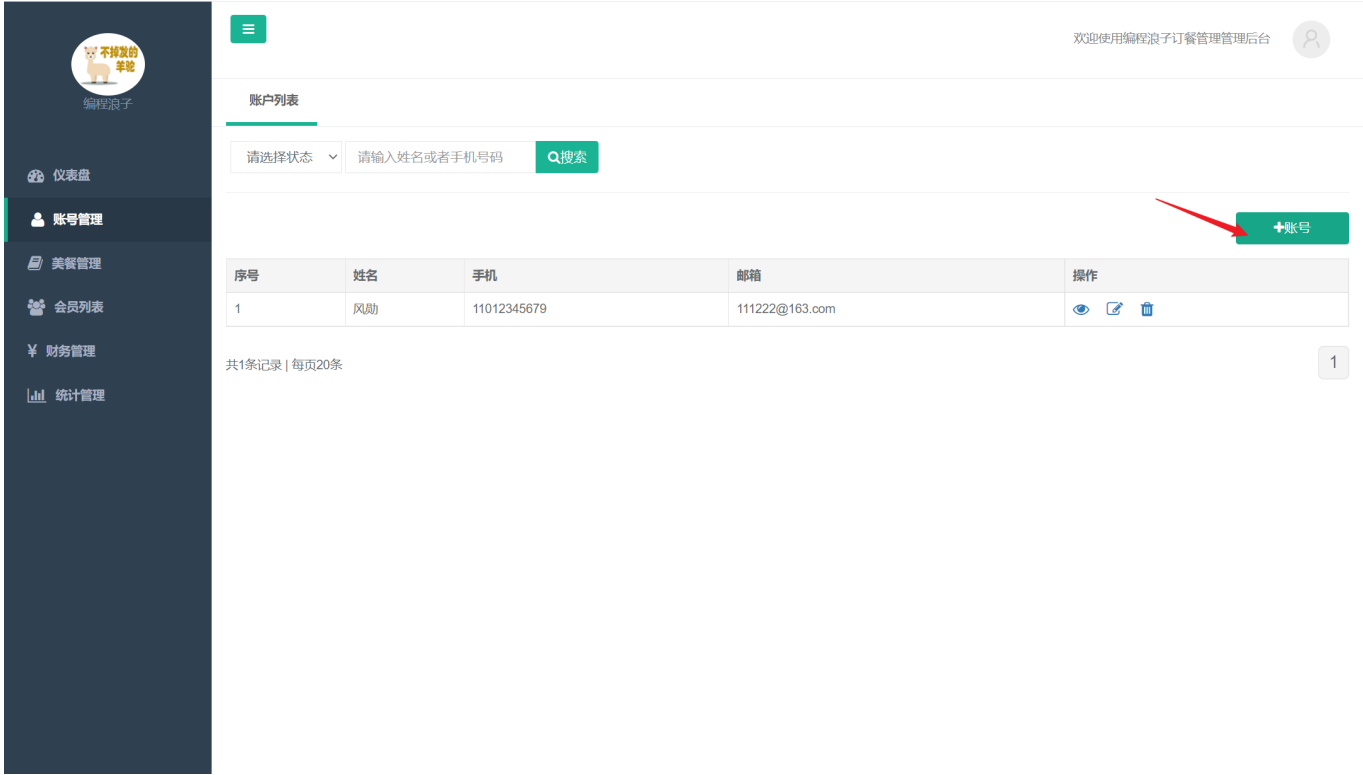 不掉发的
羊驼
编程浪子
仪表盘
账号管理
美餐管理
会员列表
¥ 财务管理
统计管理
欢迎使用编程浪子订餐管理管理后台
账户列表
请选择状态 请输入姓名或者手机号码 搜索
+账号
序号 姓名 手机 邮箱 操作
1 风勋 11012345679 111222@163.com
共1条记录 | 每页20条 1